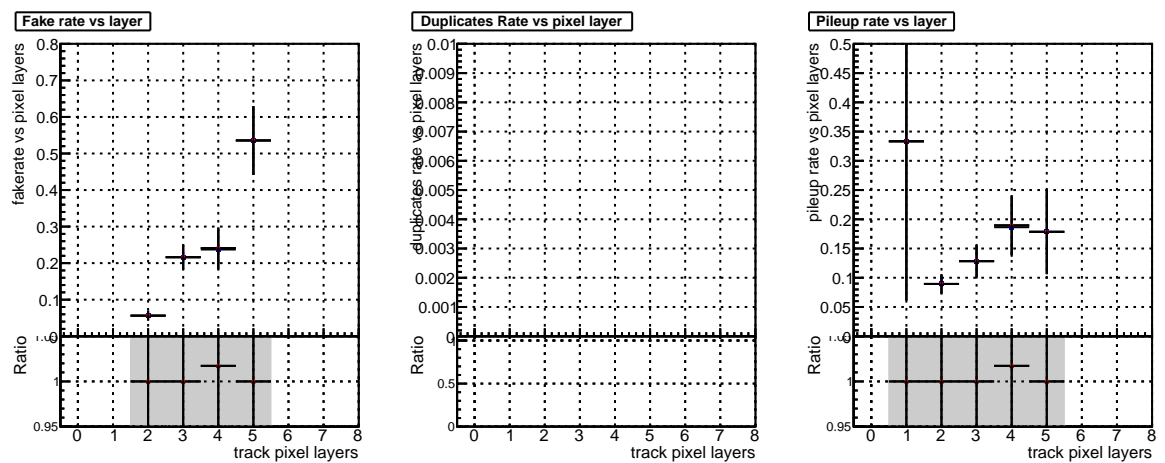 Fake rate vs layer
fakerate vs pixel layers
0.8
0.7
0.6
0.5
0.4
0.3
0.2
0.1
0
Ratio
1
0.95
0 1 2 3 4 5 6 7 8
track pixel layers
Duplicates Rate vs pixel layer
duplicates rate vs pixel layers
0.01
0.009
0.008
0.007
0.006
0.005
0.004
0.003
0.002
0.001
0
Ratio
1
0.5
0
0 1 2 3 4 5 6 7 8
track pixel layers
Pileup rate vs layer
pileup rate vs pixel layers
0.5
0.45
0.4
0.35
0.3
0.25
0.2
0.15
0.1
0.05
0
Ratio
1
0.95
0 1 2 3 4 5 6 7 8
track pixel layers